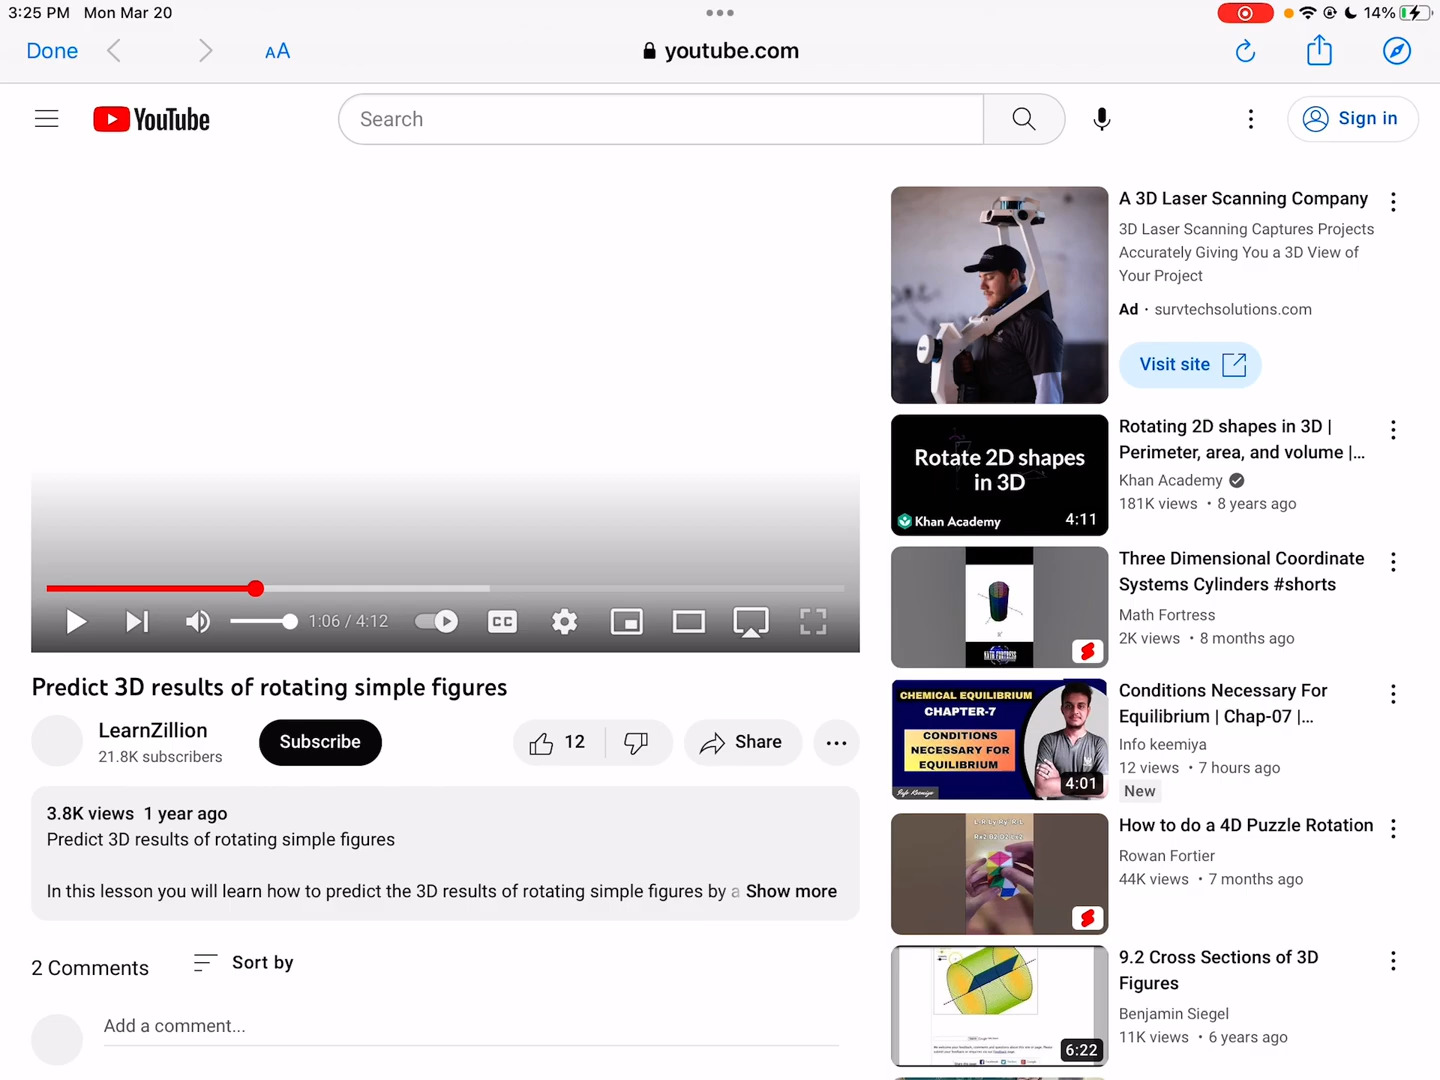 3:25 PM Mon Mar 20
14%
Done
AA
youtube.com
YouTube
Search
Sign in
1:06 / 4:12
CC
Predict 3D results of rotating simple figures
LearnZillion
21.8K subscribers
Subscribe
12
Share
3.8K views 1 year ago
Predict 3D results of rotating simple figures
In this lesson you will learn how to predict the 3D results of rotating simple figures by a Show more
2 Comments
Sort by
Add a comment...
A 3D Laser Scanning Company
3D Laser Scanning Captures Projects
Accurately Giving You a 3D View of
Your Project
Ad · survtechsolutions.com
Visit site
Rotate 2D shapes
in 3D
Khan Academy
4:11
Rotating 2D shapes in 3D |
Perimeter, area, and volume |...
Khan Academy
181K views • 8 years ago
MATH FORTRESS
Three Dimensional Coordinate
Systems Cylinders #shorts
Math Fortress
2K views • 8 months ago
CHEMICAL EQUILIBRIUM
CHAPTER-7
CONDITIONS
NECESSARY FOR
EQUILIBRIUM
Info Keemiya
4:01
Conditions Necessary For
Equilibrium | Chap-07 |...
Info keemiya
12 views • 7 hours ago
New
How to do a 4D Puzzle Rotation
Rowan Fortier
44K views • 7 months ago
6:22
9.2 Cross Sections of 3D
Figures
Benjamin Siegel
11K views • 6 years ago